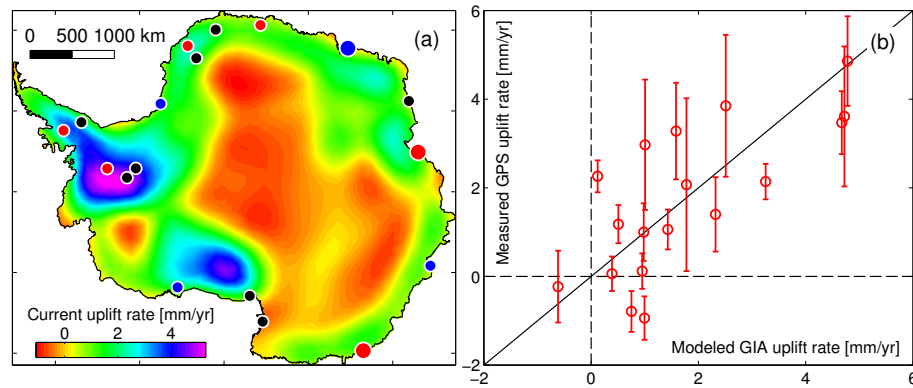 (a)
0 500 1000 km
Current uplift rate [mm/yr]
0 2 4
(b)
Measured GPS uplift rate [mm/yr]
6
4
2
0
−2
Modeled GIA uplift rate [mm/yr]
−2 0 2 4 6